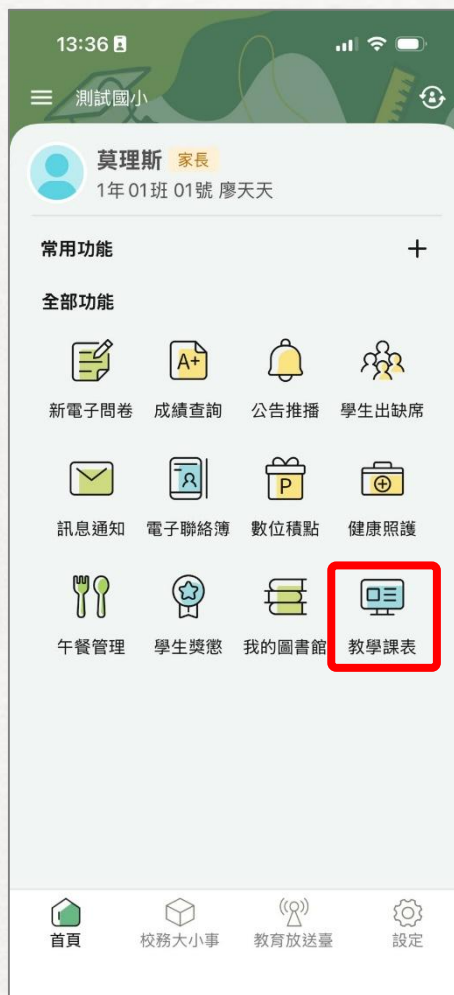 13:36
測試國小
莫理斯 家長
1年01班 01號 廖天天
常用功能 +
全部功能
A+
新電子問卷 成績查詢 公告推播 學生出缺席
P
訊息通知 電子聯絡簿 數位積點 健康照護
午餐管理 學生獎懲 我的圖書館 教學課表
首頁 校務大小事 教育放送臺 設定